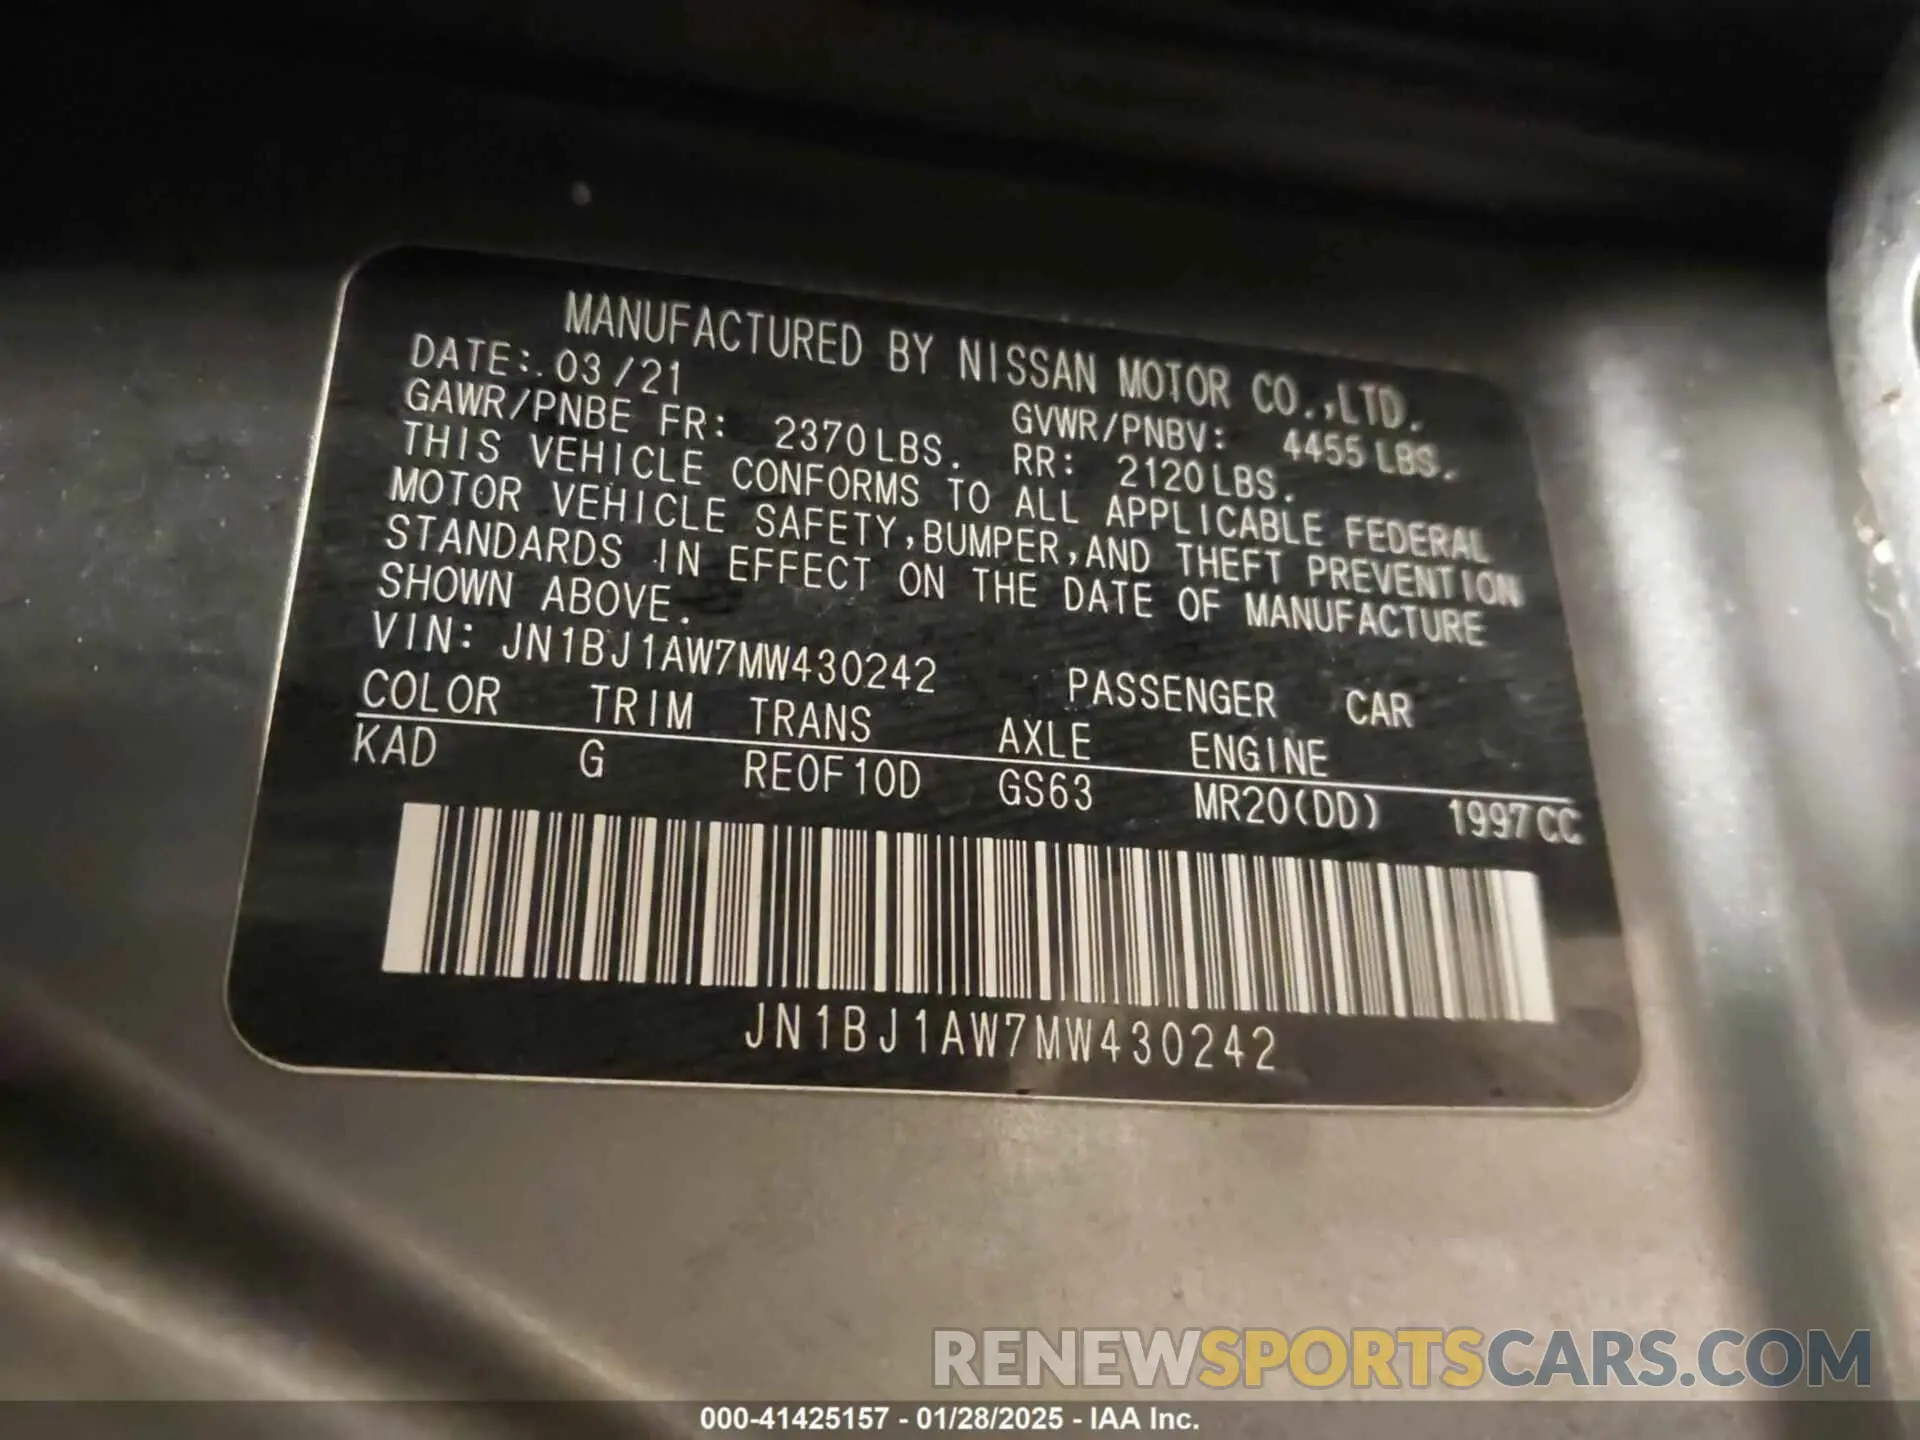 MANUFACTURED BY NISSAN MOTOR CO.,LTD.
DATE: 03/21 GVWR/PNBV: 4455 LBS.
GAWR/PNBE FR: 2370LBS. RR: 2120LBS.
THIS VEHICLE CONFORMS TO ALL APPLICABLE FEDERAL
MOTOR VEHICLE SAFETY,BUMPER,AND THEFT PREVENTION
STANDARDS IN EFFECT ON THE DATE OF MANUFACTURE
SHOWN ABOVE.
VIN: JN1BJ1AW7MW430242 PASSENGER CAR
COLOR TRIM TRANS AXLE ENGINE
KAD G RE0F10D GS63 MR20(DD) 1997CC
JN1BJ1AW7MW430242
RENEWSPORTSCARS.COM
000-41425157 - 01/28/2025 - IAA Inc.